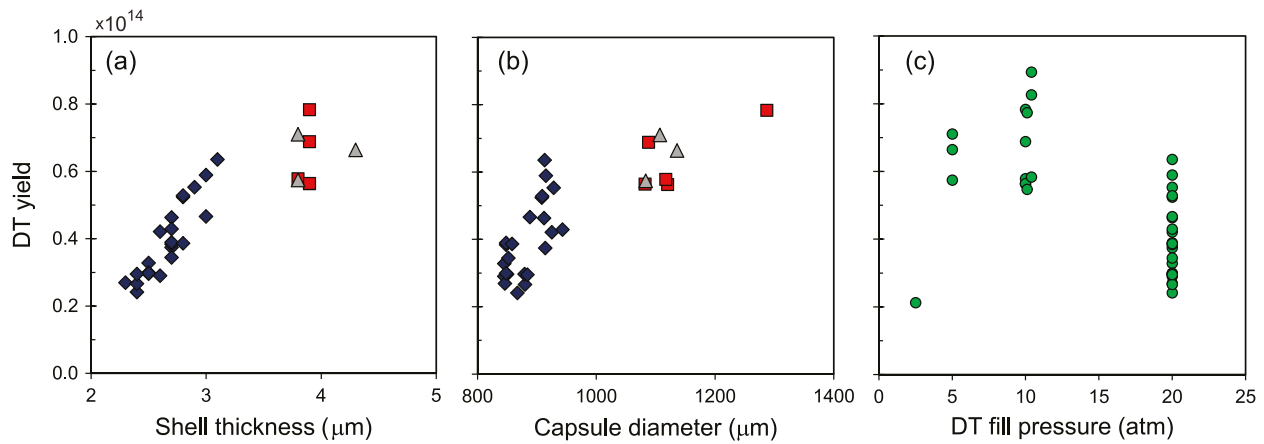 ×10^14
1.0
0.8
0.6
0.4
0.2
0.0
DT yield
(a)
2 3 4 5
Shell thickness (μm)
(b)
800 1000 1200 1400
Capsule diameter (μm)
(c)
0 5 10 15 20 25
DT fill pressure (atm)